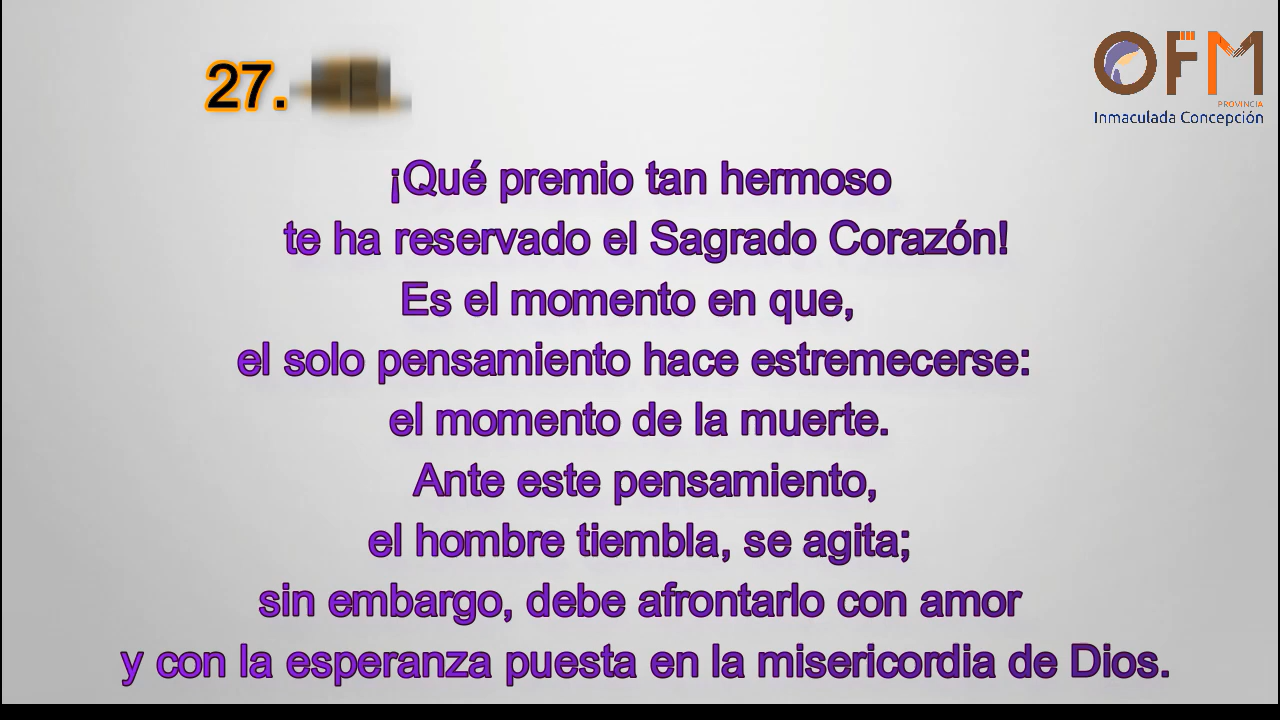 27.
OFM
PROVINCIA
Inmaculada Concepción
¡Qué premio tan hermoso
te ha reservado el Sagrado Corazón!
Es el momento en que,
el solo pensamiento hace estremecerse:
el momento de la muerte.
Ante este pensamiento,
el hombre tiembla, se agita;
sin embargo, debe afrontarlo con amor
y con la esperanza puesta en la misericordia de Dios.